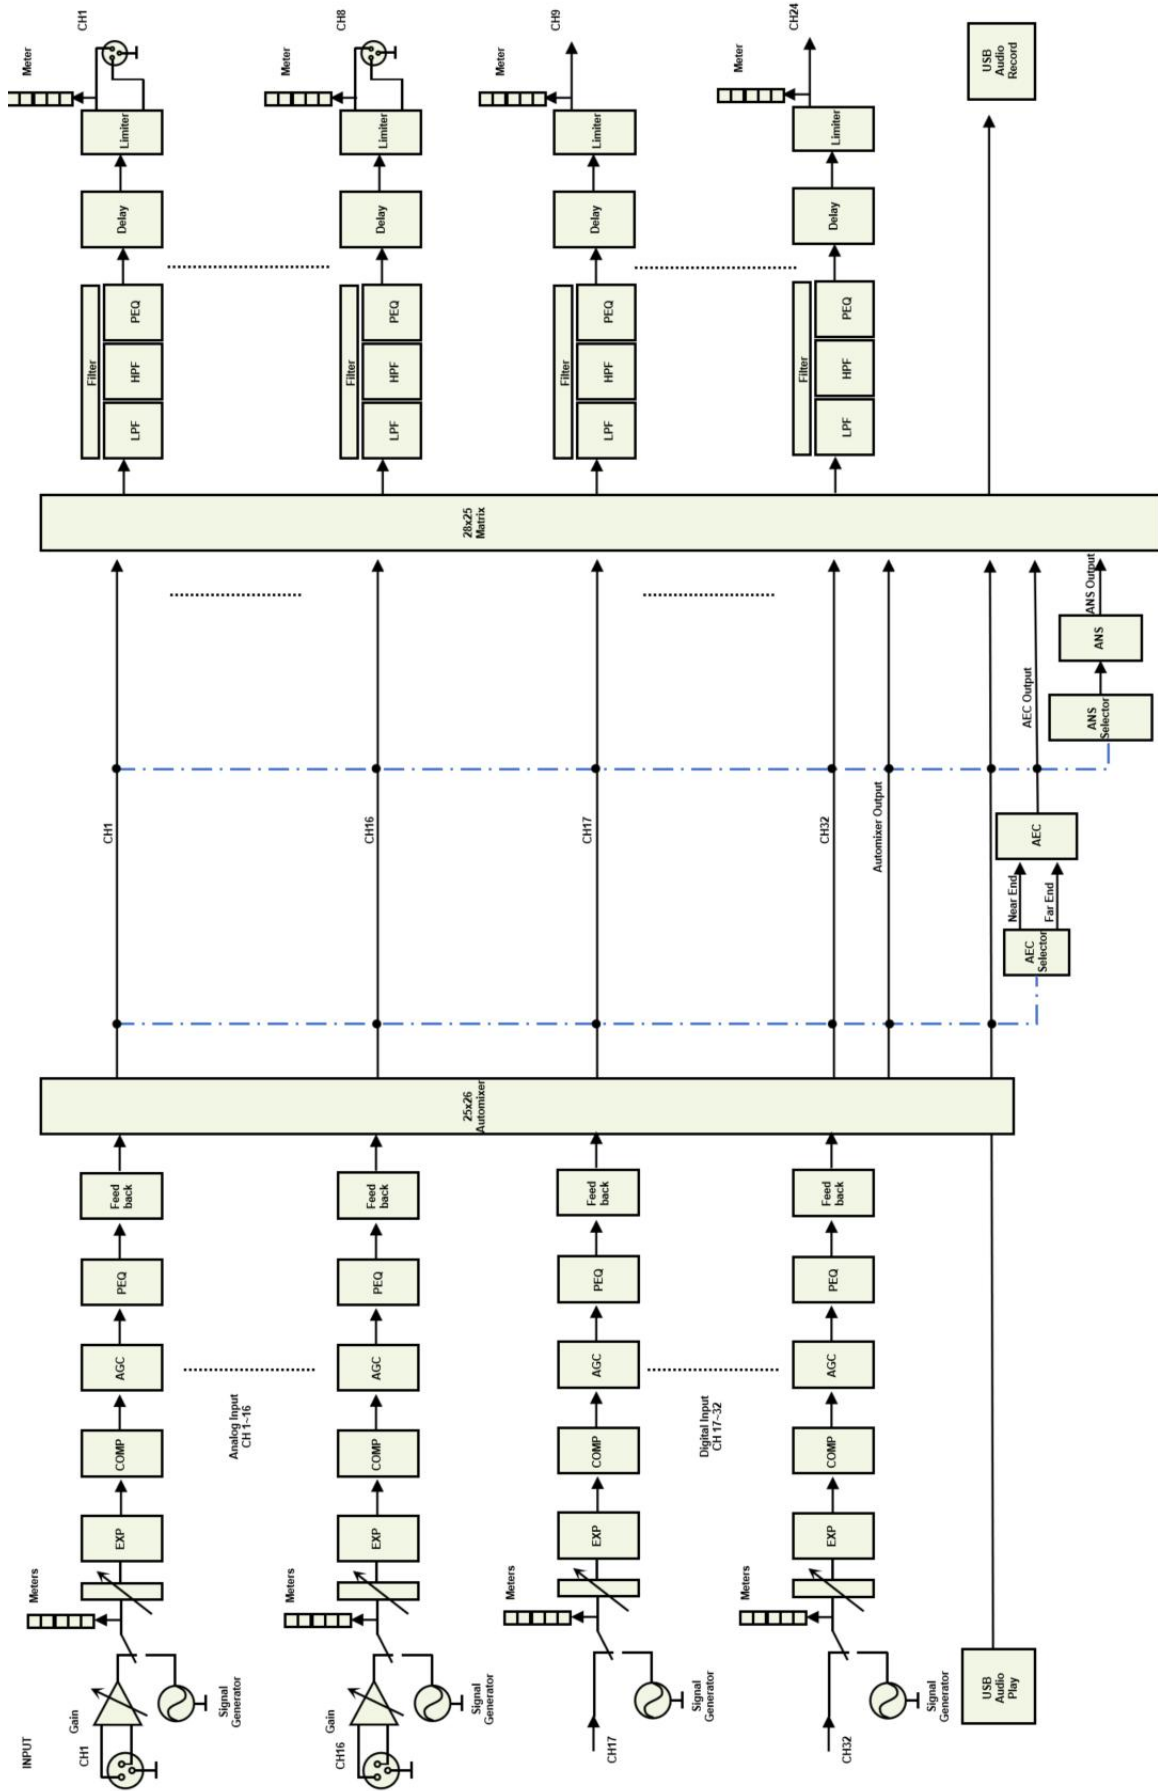 INPUT
CH1
Gain
Signal
Generator
Meters
EXP
COMP
AGC
PEQ
Feed
back
CH1
Filter
LPF
HPF
PEQ
Delay
Limiter
Meter
CH1
Analog Input
CH 1~16
CH16
Gain
Signal
Generator
Meters
EXP
COMP
AGC
PEQ
Feed
back
25x26
Automixer
CH16
28x25
Matrix
Filter
LPF
HPF
PEQ
Delay
Limiter
Meter
CH8
CH17
Signal
Generator
Meters
EXP
COMP
AGC
PEQ
Feed
back
CH17
Filter
LPF
HPF
PEQ
Delay
Limiter
Meter
CH9
Digital Input
CH 17~32
CH32
Signal
Generator
Meters
EXP
COMP
AGC
PEQ
Feed
back
CH32
Filter
LPF
HPF
PEQ
Delay
Limiter
Meter
CH24
Automixer Output
USB
Audio
Play
USB
Audio
Record
AEC
Selector
Near End
Far End
AEC
AEC Output
ANS
Selector
ANS
ANS Output